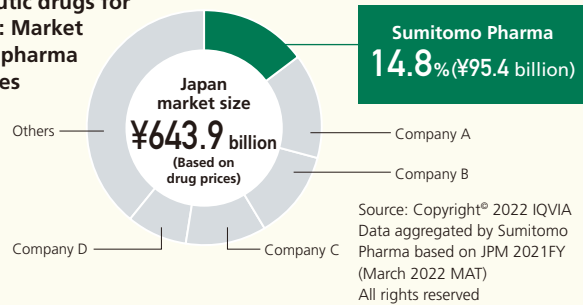 utic drugs for
: Market
pharma
es
Sumitomo Pharma
14.8%(¥95.4 billion)
Japan
market size
¥643.9 billion
(Based on
drug prices)
Others
Company A
Company B
Company C
Company D
Source: Copyright© 2022 IQVIA
Data aggregated by Sumitomo
Pharma based on JPM 2021FY
(March 2022 MAT)
All rights reserved